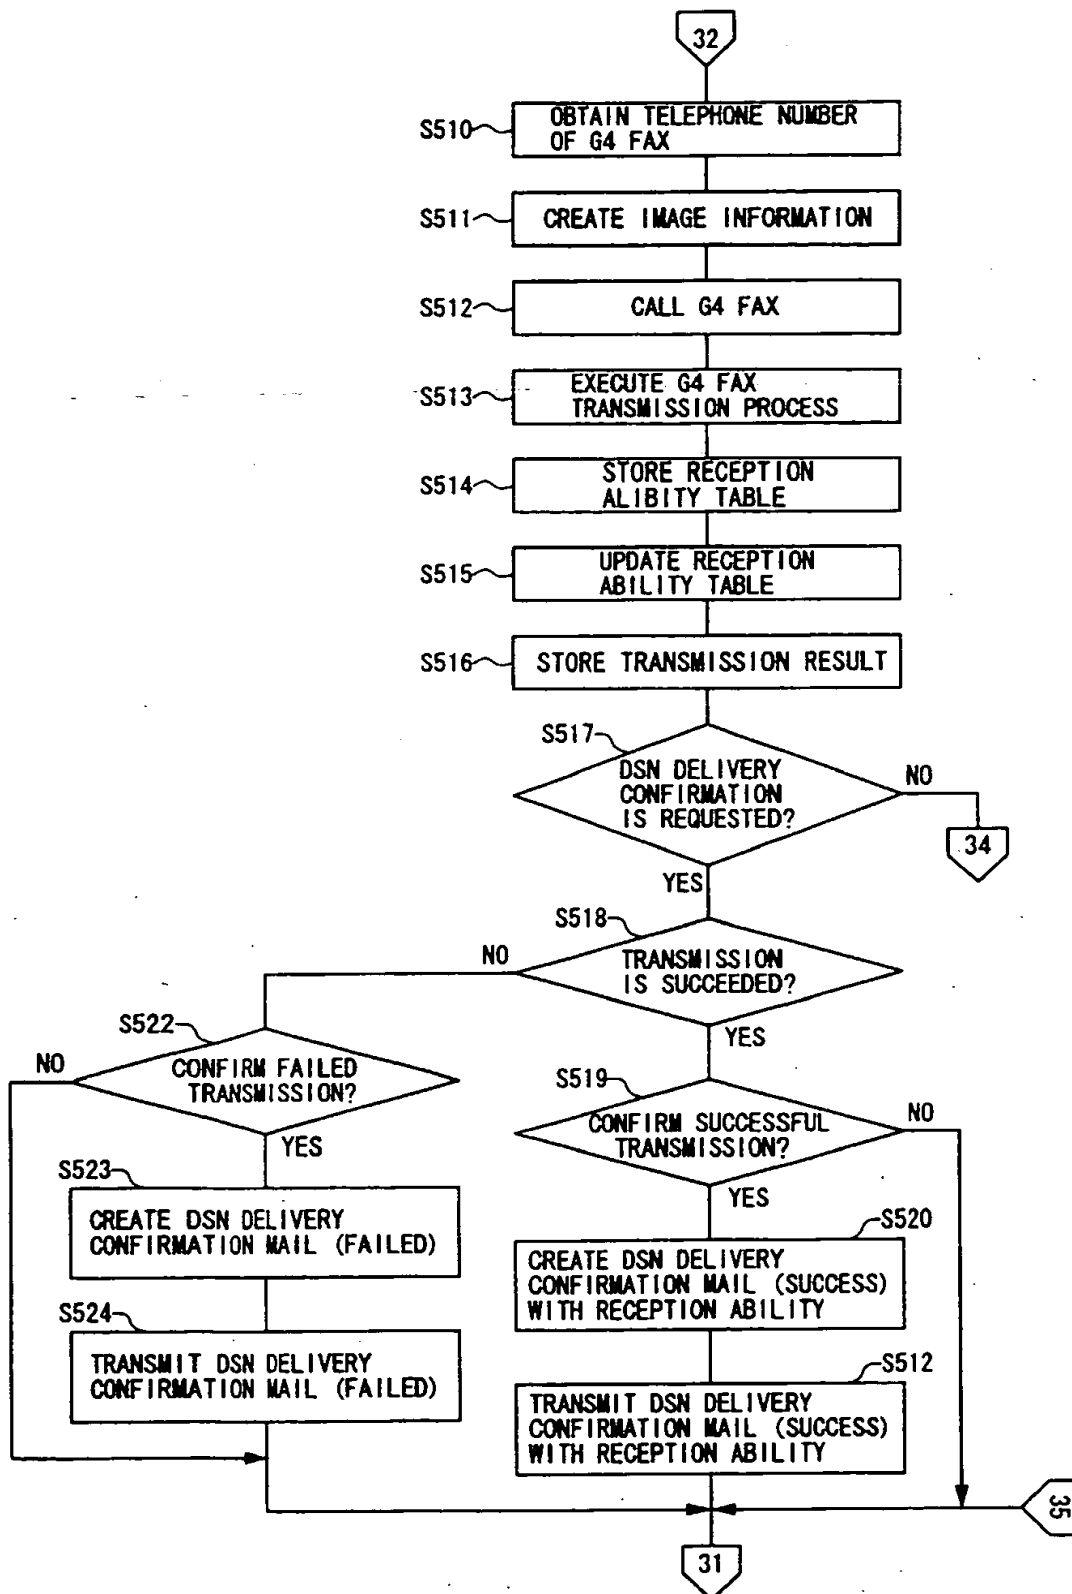 32
S510
OBTAIN TELEPHONE NUMBER
OF G4 FAX
S511
CREATE IMAGE INFORMATION
S512
CALL G4 FAX
S513
EXECUTE G4 FAX
TRANSMISSION PROCESS
S514
STORE RECEPTION
ALIBITY TABLE
S515
UPDATE RECEPTION
ABILITY TABLE
S516
STORE TRANSMISSION RESULT
S517
DSN DELIVERY
CONFIRMATION
IS REQUESTED?
NO
34
YES
S518
TRANSMISSION
IS SUCCEEDED?
NO
YES
S522
CONFIRM FAILED
TRANSMISSION?
NO
YES
S519
CONFIRM SUCCESSFUL
TRANSMISSION?
NO
YES
S523
CREATE DSN DELIVERY
CONFIRMATION MAIL (FAILED)
S520
CREATE DSN DELIVERY
CONFIRMATION MAIL (SUCCESS)
WITH RECEPTION ABILITY
S524
TRANSMIT DSN DELIVERY
CONFIRMATION MAIL (FAILED)
S512
TRANSMIT DSN DELIVERY
CONFIRMATION MAIL (SUCCESS)
WITH RECEPTION ABILITY
35
31